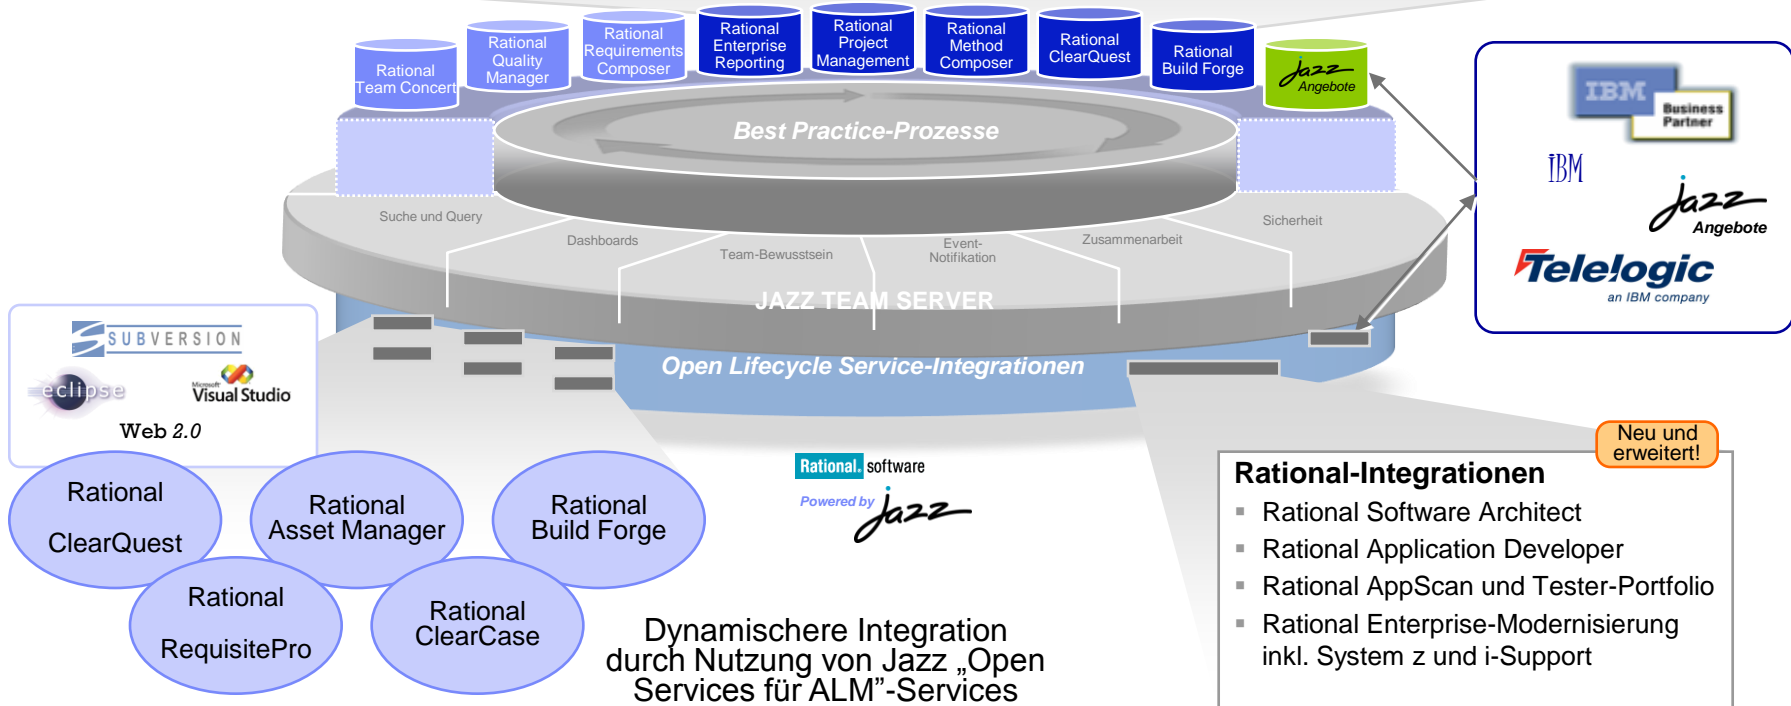 Rational
Team Concert
Rational
Quality
Manager
Rational
Requirements
Composer
Rational
Enterprise
Reporting
Rational
Project
Management
Rational
Method
Composer
Rational
ClearQuest
Rational
Build Forge
jazz
Angebote
Best Practice-Prozesse
Suche und Query
Dashboards
Team-Bewusstsein
Event-
Notifikation
Zusammenarbeit
Sicherheit
JAZZ TEAM SERVER
Open Lifecycle Service-Integrationen
IBM
Business
Partner
IBM
jazz
Angebote
Telelogic
an IBM company
SUBVERSION
eclipse
Microsoft
Visual Studio
Web 2.0
Rational
ClearQuest
Rational
Asset Manager
Rational
Build Forge
Rational
RequisitePro
Rational
ClearCase
Rational. software
Powered by
jazz
Dynamischere Integration
durch Nutzung von Jazz „Open
Services für ALM”-Services
Neu und
erweitert!
Rational-Integrationen
▪ Rational Software Architect
▪ Rational Application Developer
▪ Rational AppScan und Tester-Portfolio
▪ Rational Enterprise-Modernisierung
inkl. System z und i-Support